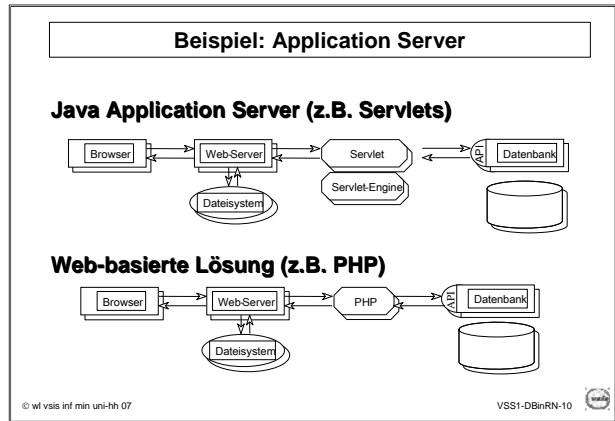 Beispiel: Application Server
Java Application Server (z.B. Servlets)
Browser
Web-Server
Servlet
API
Datenbank
Servlet-Engine
Dateisystem
Web-basierte Lösung (z.B. PHP)
Browser
Web-Server
PHP
API
Datenbank
Dateisystem
© wl vsis inf min uni-hh 07
VSS1-DBinRN-10